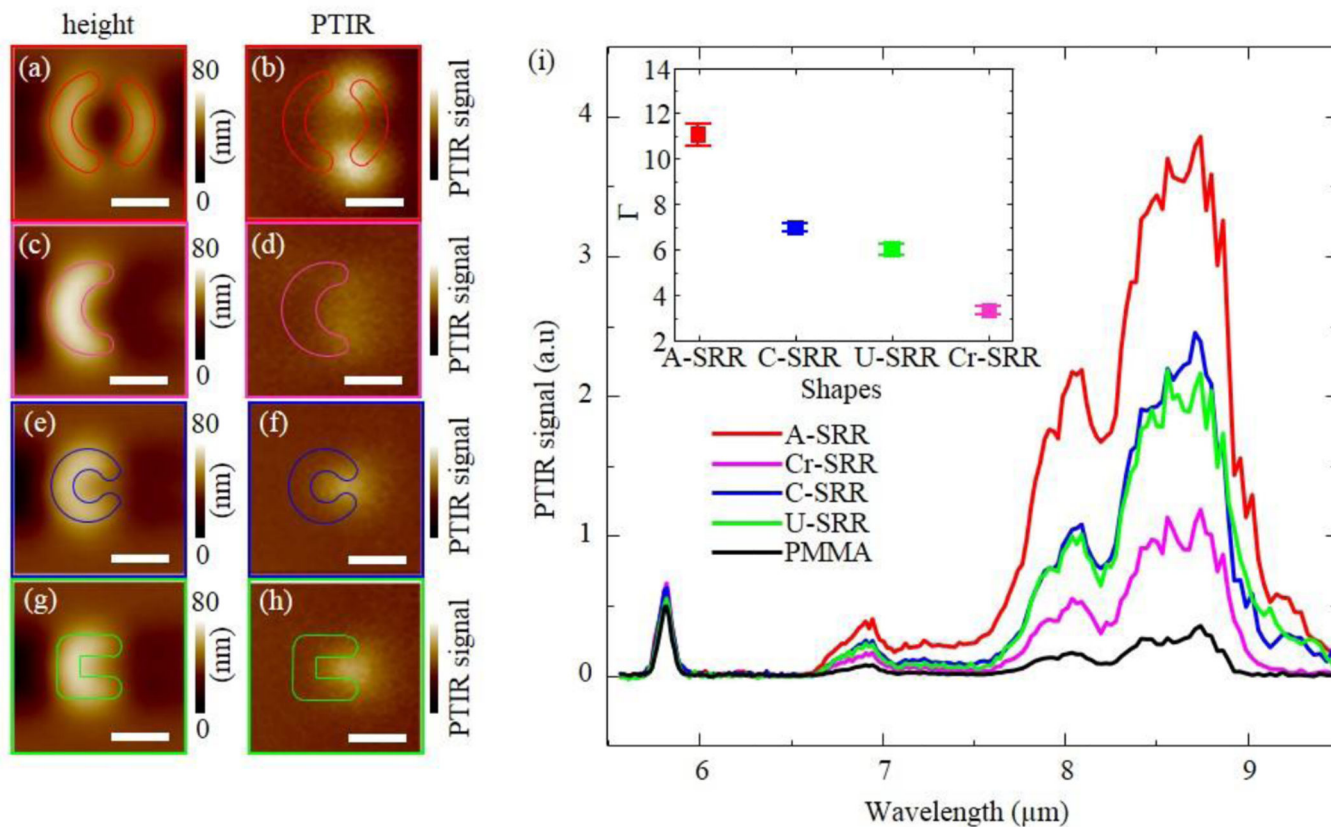 height PTIR
(a) 80 (nm) 0
(b) PTIR signal
(c) 80 (nm) 0
(d) PTIR signal
(e) 80 (nm) 0
(f) PTIR signal
(g) 80 (nm) 0
(h) PTIR signal
(i)
PTIR signal (a.u)
4
3
2
1
0
6 7 8 9
Wavelength (μm)
Γ
14
12
10
8
6
4
2
A-SRR C-SRR U-SRR Cr-SRR
Shapes
A-SRR
Cr-SRR
C-SRR
U-SRR
PMMA